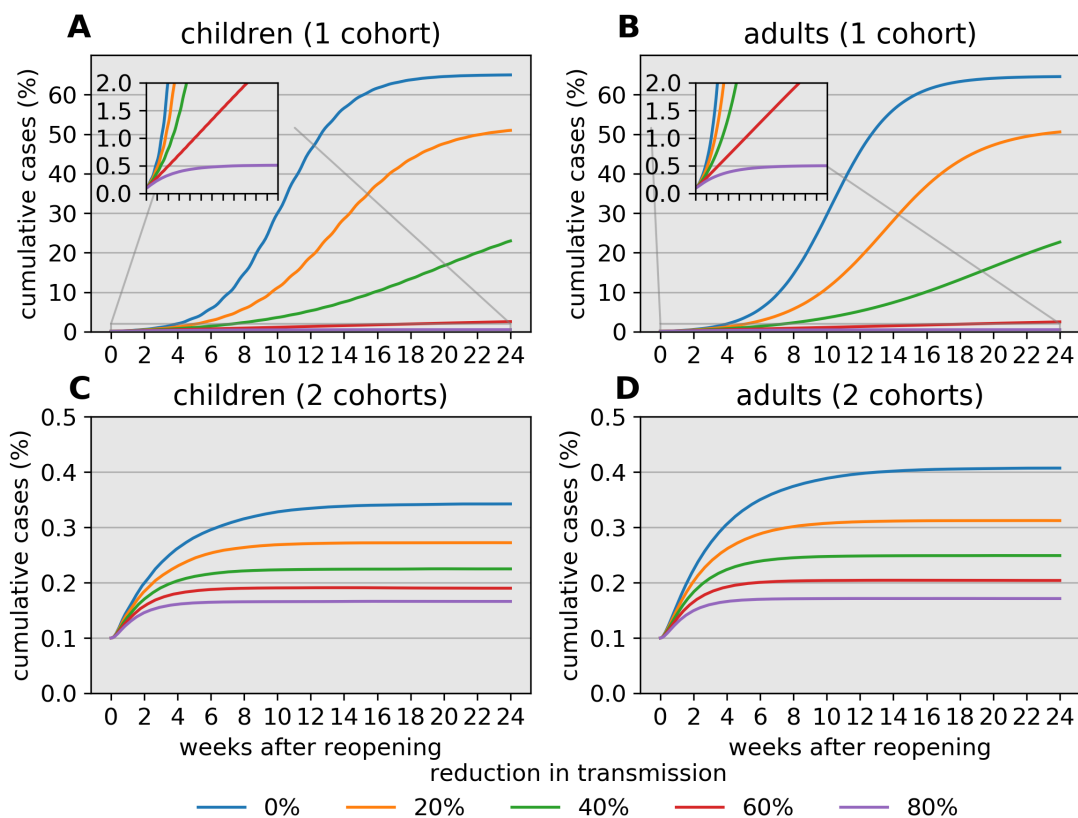 A
children (1 cohort)
B
adults (1 cohort)
cumulative cases (%)
60
50
40
30
20
10
0
2.0
1.5
1.0
0.5
0.0
0 2 4 6 8 10 12 14 16 18 20 22 24
cumulative cases (%)
60
50
40
30
20
10
0
2.0
1.5
1.0
0.5
0.0
0 2 4 6 8 10 12 14 16 18 20 22 24
C
children (2 cohorts)
D
adults (2 cohorts)
cumulative cases (%)
0.5
0.4
0.3
0.2
0.1
0.0
0 2 4 6 8 10 12 14 16 18 20 22 24
weeks after reopening
cumulative cases (%)
0.5
0.4
0.3
0.2
0.1
0.0
0 2 4 6 8 10 12 14 16 18 20 22 24
weeks after reopening
reduction in transmission
0% 20% 40% 60% 80%